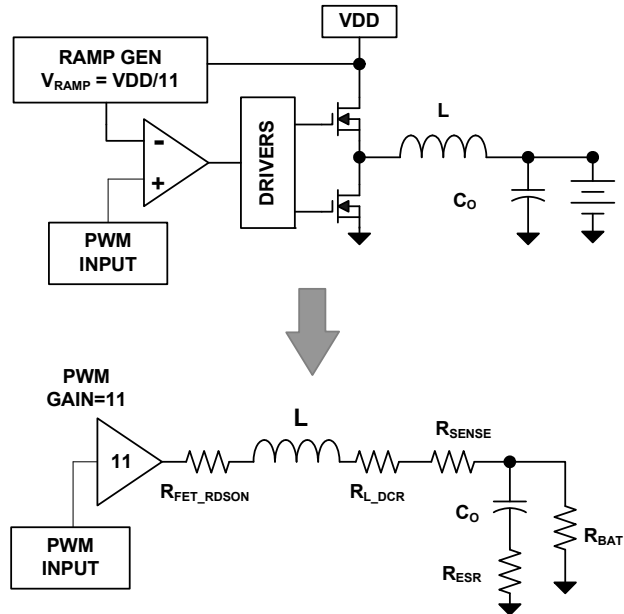 VDD
RAMP GEN
VRAMP = VDD/11
L
-
+
DRIVERS
CO
PWM
INPUT
PWM
GAIN=11
L
RSENSE
11
RFET_RDSON
RL_DCR
CO
RBAT
PWM
INPUT
RESR